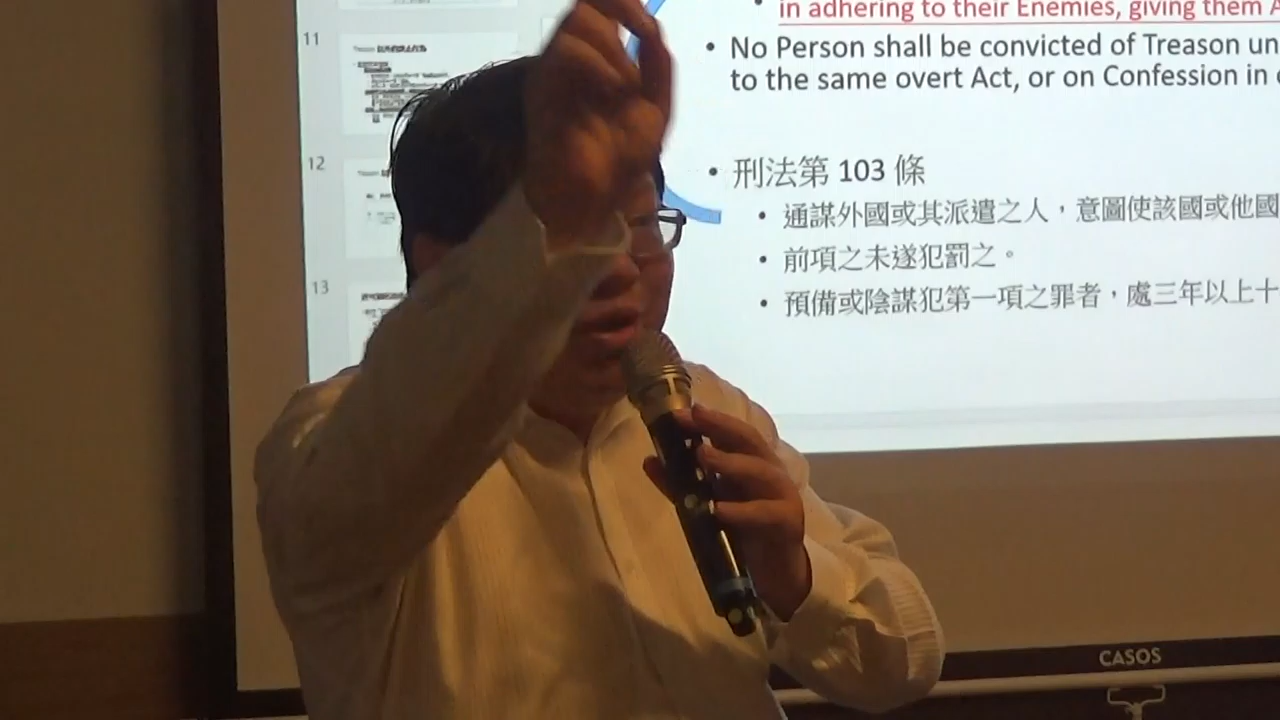 in adhering to their Enemies, giving them A
11
• No Person shall be convicted of Treason un
to the same overt Act, or on Confession in
12
• 刑法第 103 條
• 通謀外國或其派遣之人，意圖使該國或他國
• 前項之未遂犯罰之。
13
• 預備或陰謀犯第一項之罪者，處三年以上十
CASOS